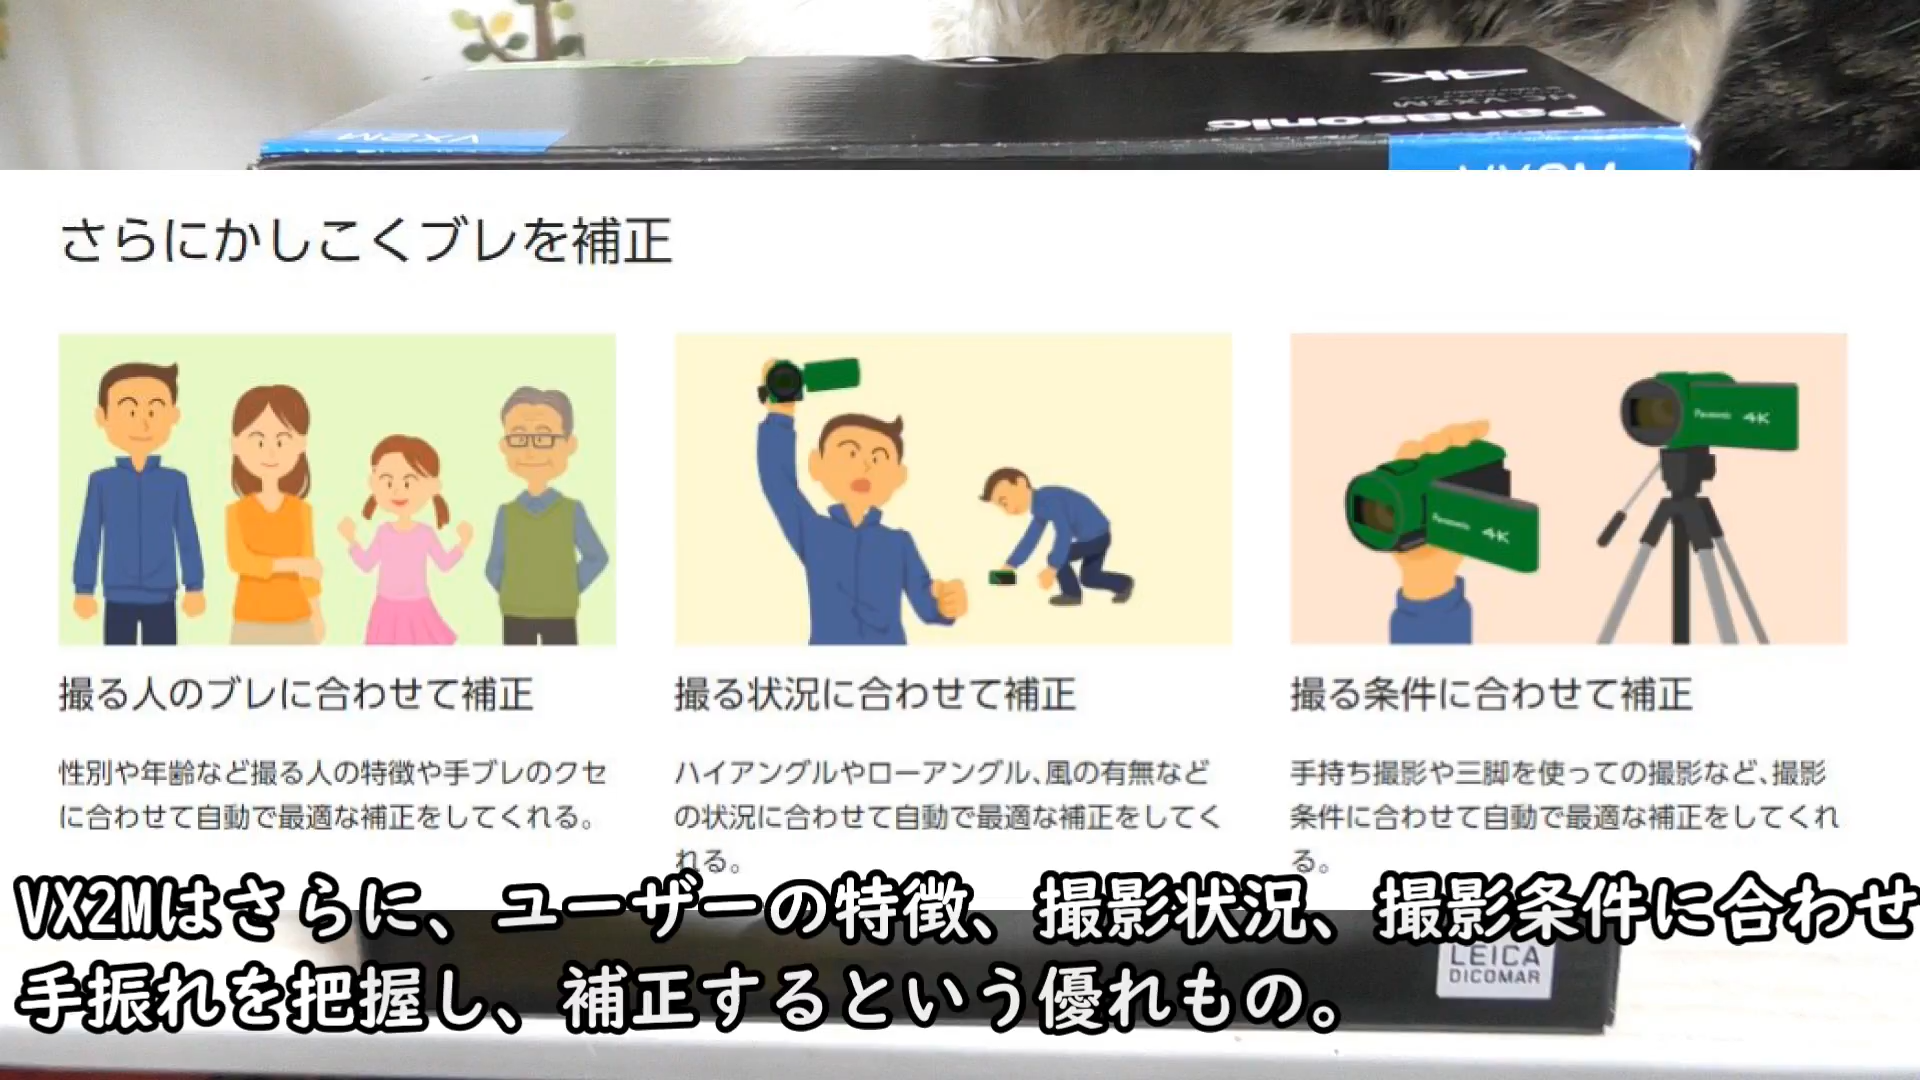 4K
HC-VX2M
Panasonic
VX2M
VX2M
さらにかしこくブレを補正
Panasonic 4K
Panasonic 4K
撮る人のブレに合わせて補正
性別や年齢など撮る人の特徴や手ブレのクセ
に合わせて自動で最適な補正をしてくれる。
撮る状況に合わせて補正
ハイアングルやローアングル、風の有無など
の状況に合わせて自動で最適な補正をしてく
れる。
撮る条件に合わせて補正
手持ち撮影や三脚を使っての撮影など、撮影
条件に合わせて自動で最適な補正をしてくれ
る。
VX2Mはさらに、ユーザーの特徴、撮影状況、撮影条件に合わせ
手振れを把握し、補正するという優れもの。
LEICA
DICOMAR